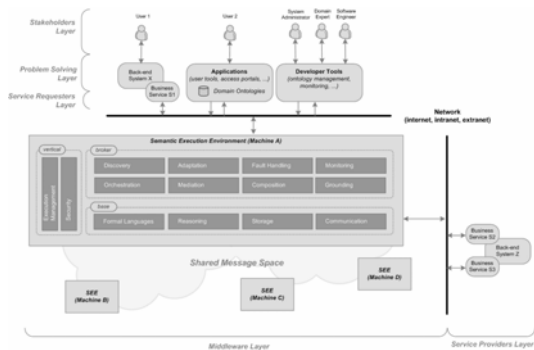 Stakeholders
Layer
User 1
User 2
System
Administrator
Domain
Expert
Software
Engineer
Problem Solving
Layer
Back-end
System X
Business
Service S1
Applications
(user tools, access portals, ...)
Domain Ontologies
Developer Tools
(ontology management,
monitoring, ...)
Service Requesters
Layer
Network
(internet, intranet, extranet)
Semantic Execution Environment (Machine A)
vertical
Execution
Management
Security
broker
Discovery
Adaptation
Fault Handling
Monitoring
Orchestration
Mediation
Composition
Grounding
base
Formal Languages
Reasoning
Storage
Communication
Shared Message Space
SEE
(Machine B)
SEE
(Machine C)
SEE
(Machine D)
Business
Service S2
Back-end
System Z
Business
Service S3
Middleware Layer
Service Providers Layer